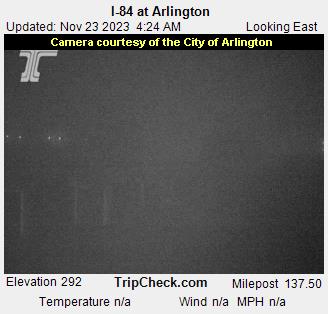 I-84 at Arlington
Updated: Nov 23 2023 4:24 AM Looking East
Camera courtesy of the City of Arlington
Elevation 292 TripCheck.com Milepost 137.50
Temperature n/a Wind n/a MPH n/a